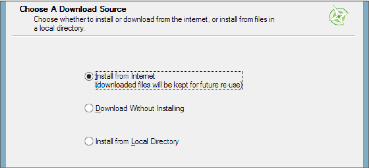 Choose A Download Source
Choose whether to install or download from the internet, or install from files in
a local directory.
Install from Internet
(downloaded files will be kept for future re-use)
Download Without Installing
Install from Local Directory